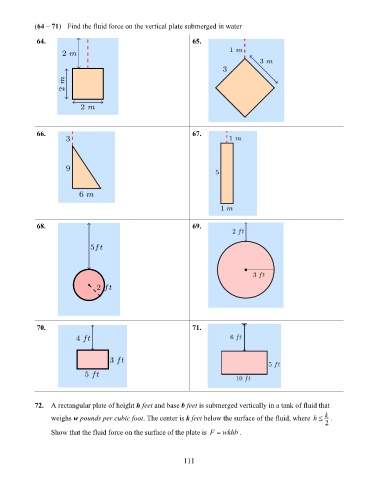 (64 – 71) Find the fluid force on the vertical plate submerged in water
64.
2 m
2 m
2 m
65.
1 m
3 m
3
66.
3
9
6 m
67.
1 m
5
1 m
68.
5ft
2 ft
69.
2 ft
3 ft
70.
4 ft
3 ft
5 ft
71.
6 ft
5 ft
10 ft
72. A rectangular plate of height h feet and base b feet is submerged vertically in a tank of fluid that
weighs w pounds per cubic foot. The center is k feet below the surface of the fluid, where h ≤ k/2 .
Show that the fluid force on the surface of the plate is F = wkhb .
111